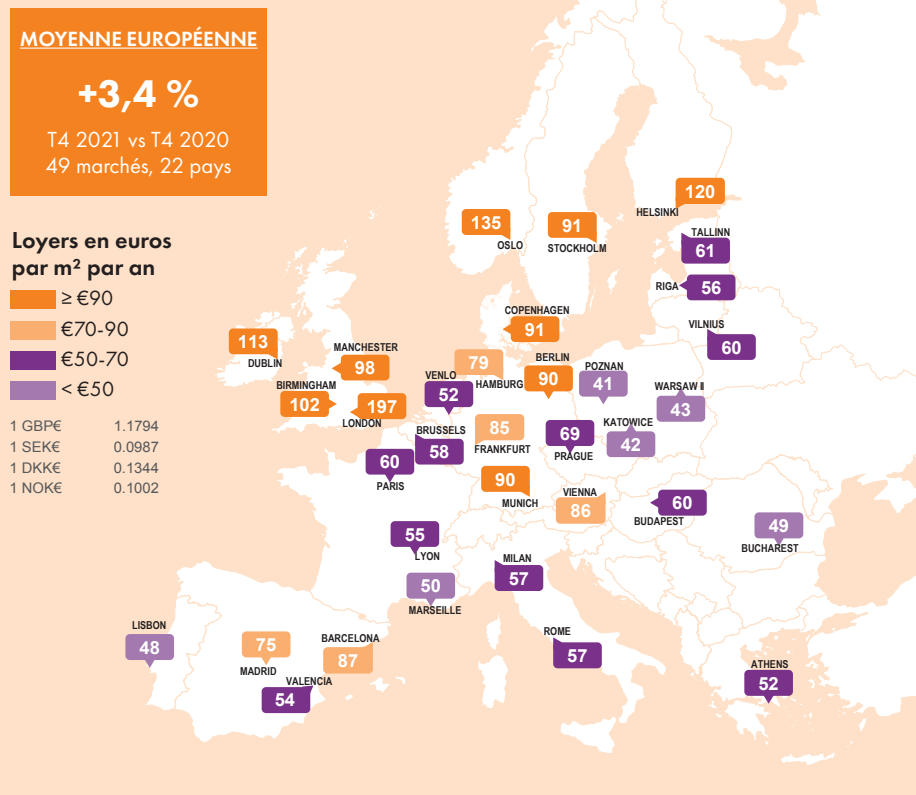 MOYENNE EUROPÉENNE
+3,4 %
T4 2021 vs T4 2020
49 marchés, 22 pays
Loyers en euros
par m² par an
≥ €90
€70-90
€50-70
< €50
1 GBP€ 1.1794
1 SEK€ 0.0987
1 DKK€ 0.1344
1 NOK€ 0.1002
120
HELSINKI
135
OSLO
91
STOCKHOLM
TALLINN
61
RIGA
56
COPENHAGEN
91
VILNIUS
60
113
DUBLIN
MANCHESTER
98
79
HAMBURG
BERLIN
90
POZNAN
41
VENLO
52
WARSAW II
43
BIRMINGHAM
102
197
LONDON
BRUSSELS
58
85
FRANKFURT
69
PRAGUE
KATOWICE
42
60
PARIS
90
MUNICH
VIENNA
86
60
BUDAPEST
49
BUCHAREST
55
LYON
MILAN
57
50
MARSEILLE
LISBON
48
75
MADRID
BARCELONA
87
VALENCIA
54
ROME
57
ATHENS
52